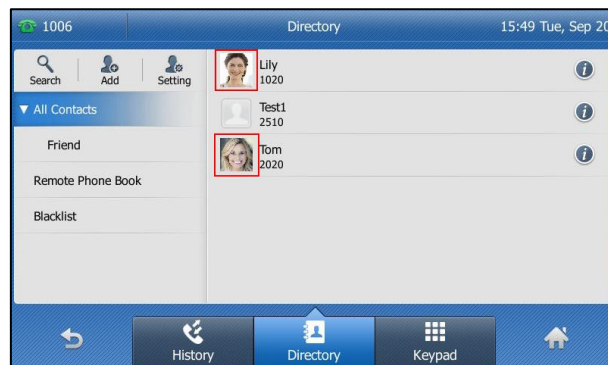 1006 Directory 15:49 Tue, Sep 20
Search Add Setting
All Contacts
Friend
Remote Phone Book
Blacklist
Lily
1020
Test1
2510
Tom
2020
History Directory Keypad